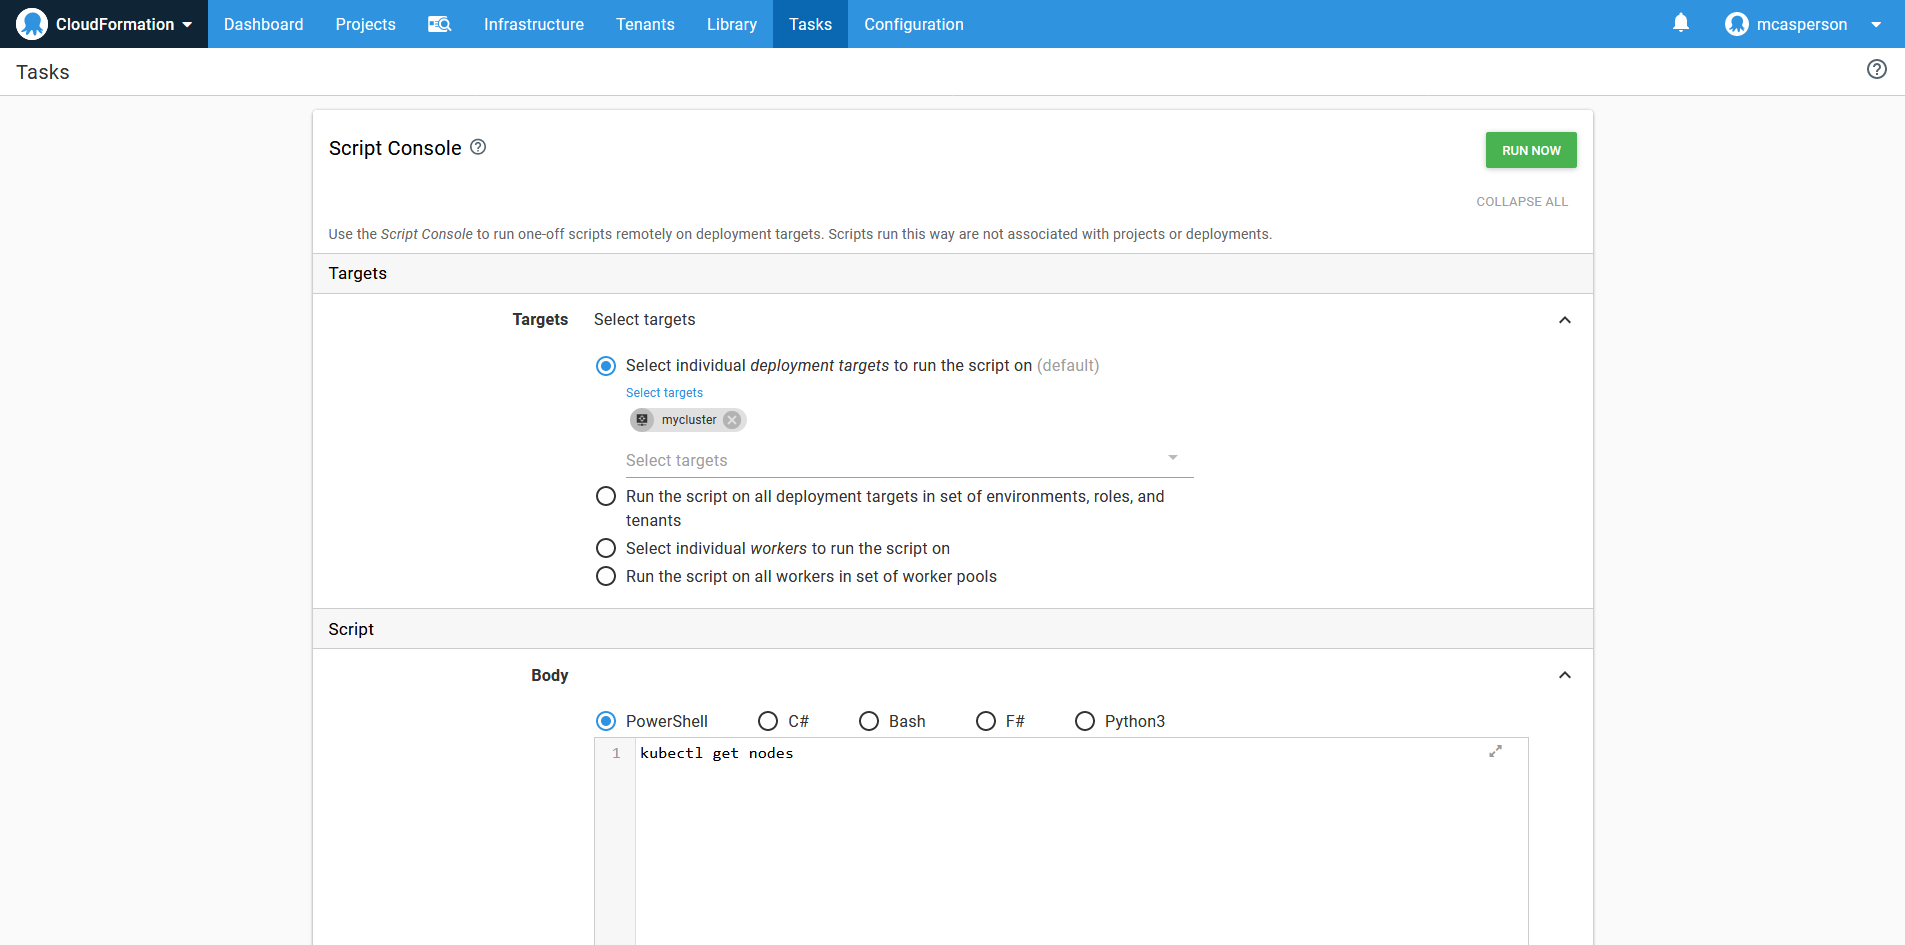 CloudFormation Dashboard Projects Infrastructure Tenants Library Tasks Configuration mcasperson
Tasks
Script Console
RUN NOW
COLLAPSE ALL
Use the Script Console to run one-off scripts remotely on deployment targets. Scripts run this way are not associated with projects or deployments.
Targets
Targets Select targets
Select individual deployment targets to run the script on (default)
Select targets
mycluster
Select targets
Run the script on all deployment targets in set of environments, roles, and
tenants
Select individual workers to run the script on
Run the script on all workers in set of worker pools
Script
Body
PowerShell C# Bash F# Python3
1 kubectl get nodes